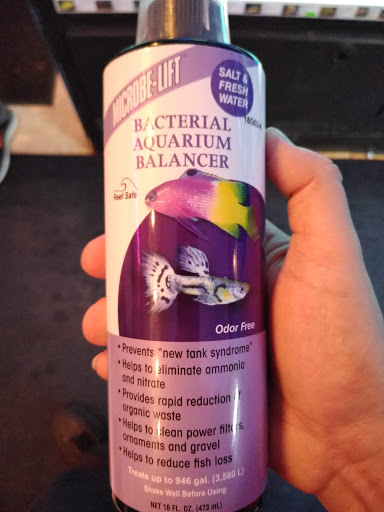 MICROBE-LIFT
SALT &
FRESH
WATER
BACTERIAL
AQUARIUM
BALANCER
Reef Safe
Odor Free
• Prevents "new tank syndrome"
• Helps to eliminate ammonia
and nitrate
• Provides rapid reduction of
organic waste
• Helps to clean power filters,
ornaments and gravel
• Helps to reduce fish loss
Treats up to 946 gal. (3,580 L)
Shake Well Before Using
NET 16 FL. OZ. (473 mL)